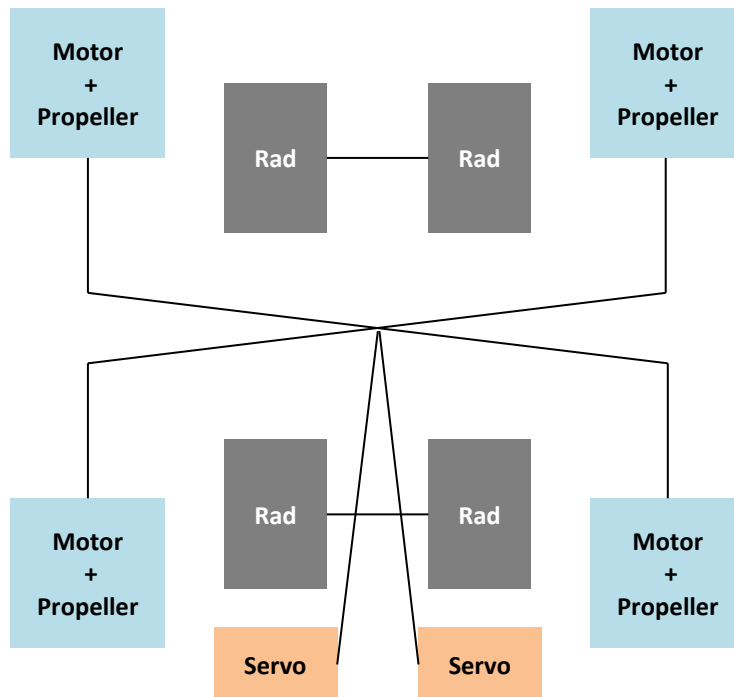 Motor
+
Propeller
Motor
+
Propeller
Rad
Rad
Rad
Rad
Motor
+
Propeller
Motor
+
Propeller
Servo
Servo